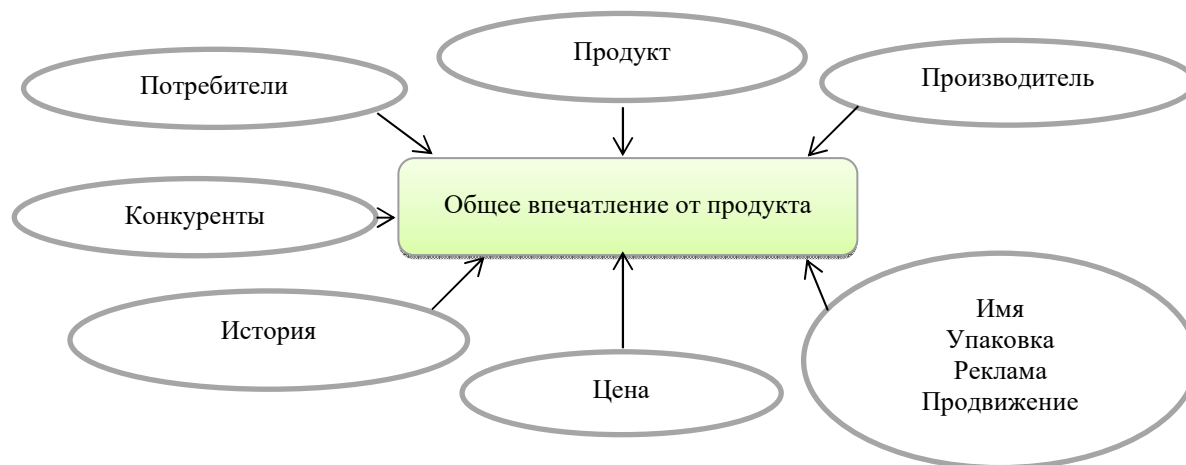 Продукт
Потребители
Производитель
Общее впечатление от продукта
Конкуренты
История
Имя
Упаковка
Реклама
Продвижение
Цена